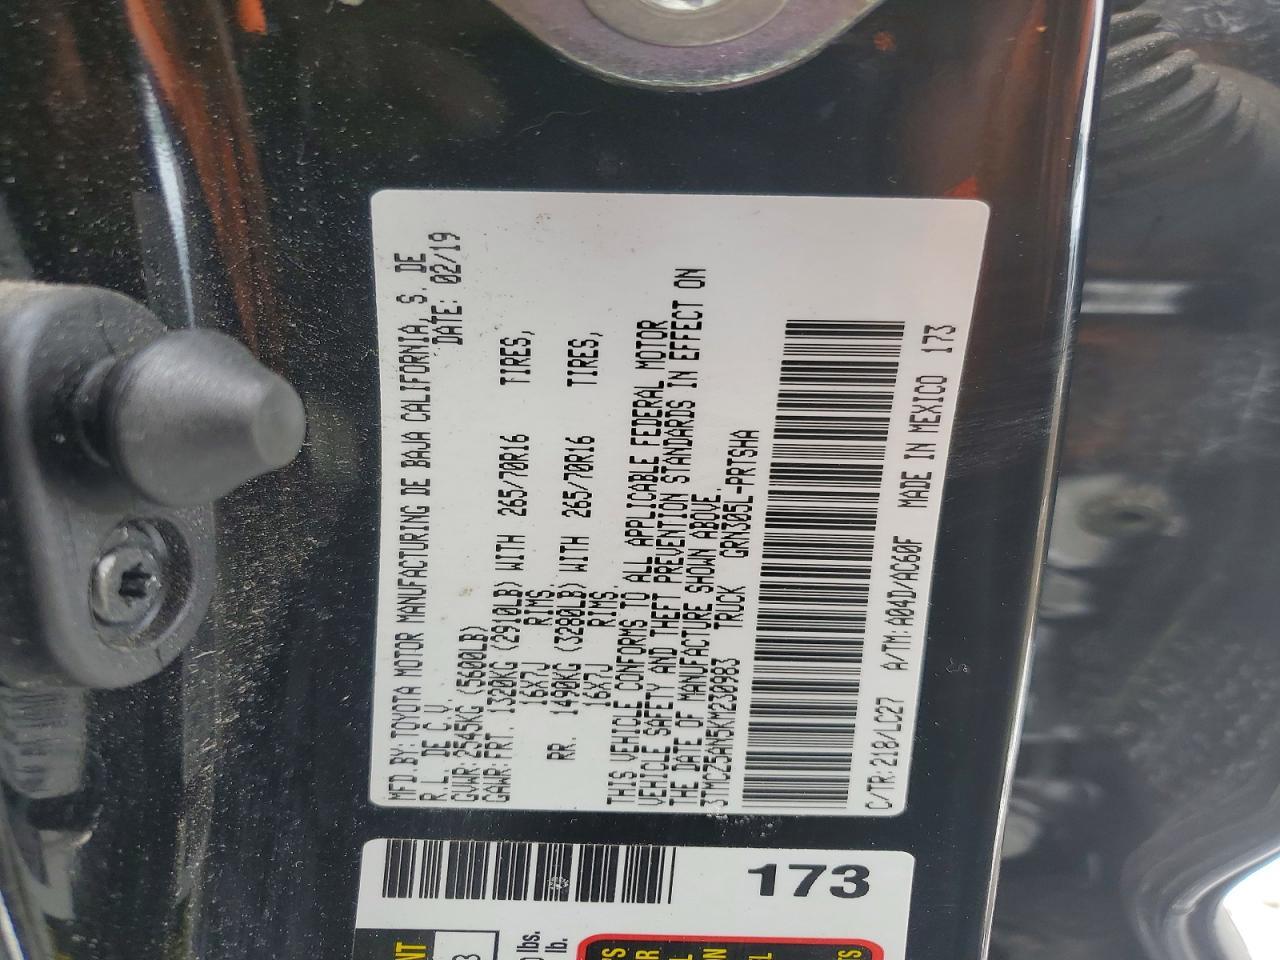 MFD.BY: TOYOTA MOTOR MANUFACTURING DE BAJA CALIFORNIA, S. DE
R.L. DE C.V. DATE: 02/19
GVWR: 2545KG (5600LB)
GAWR: FRT. 1320KG (2910LB) WITH 265/70R16 TIRES,
16X7J RIMS.
RR. 1490KG (3280LB) WITH 265/70R16 TIRES,
16X7J RIMS.
THIS VEHICLE CONFORMS TO ALL APPLICABLE FEDERAL MOTOR
VEHICLE SAFETY AND THEFT PREVENTION STANDARDS IN EFFECT ON
THE DATE OF MANUFACTURE SHOWN ABOVE.
3TMCZ5AN5KM230983 TRUCK GRN305L-PRTSHA
C/TR: 218/LC27 A/TM: A04D/AC60F MADE IN MEXICO 173
173
lbs.
lb.